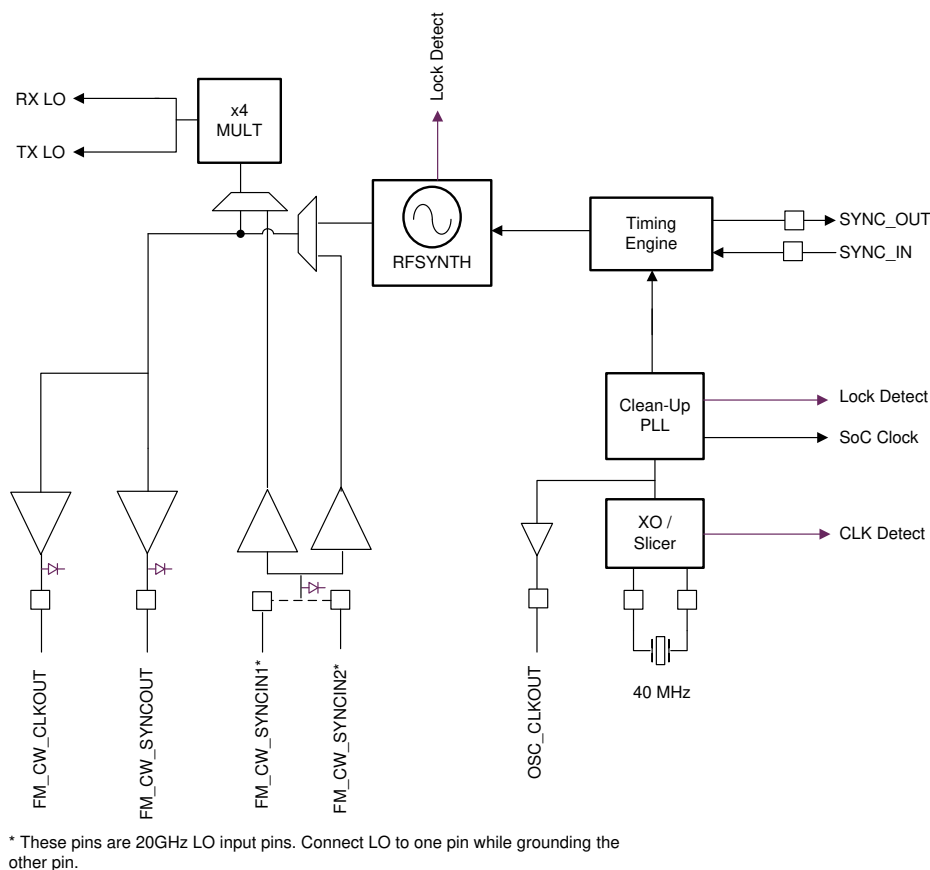 Lock Detect
RX LO
TX LO
x4
MULT
RFSYNTH
Timing
Engine
SYNC_OUT
SYNC_IN
Clean-Up
PLL
Lock Detect
SoC Clock
XO /
Slicer
CLK Detect
40 MHz
FM_CW_CLKOUT
FM_CW_SYNCOUT
FM_CW_SYNCIN1*
FM_CW_SYNCIN2*
OSC_CLKOUT
* These pins are 20GHz LO input pins. Connect LO to one pin while grounding the
other pin.